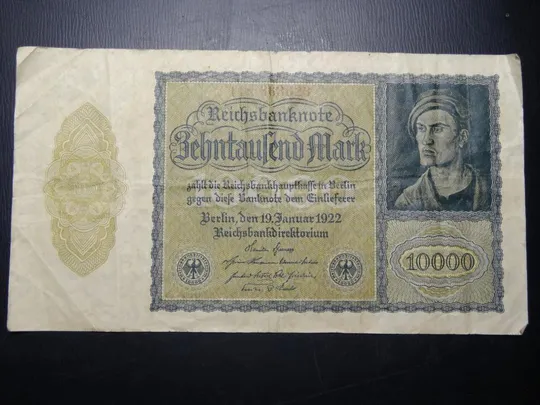 Reichsbanknote
Zehntausend Mark
zahlt die Reichsbankhauptkasse in Berlin
gegen diese Banknote dem Einlieferer
Berlin, den 19. Januar 1922
Reichsbankdirektorium
10000